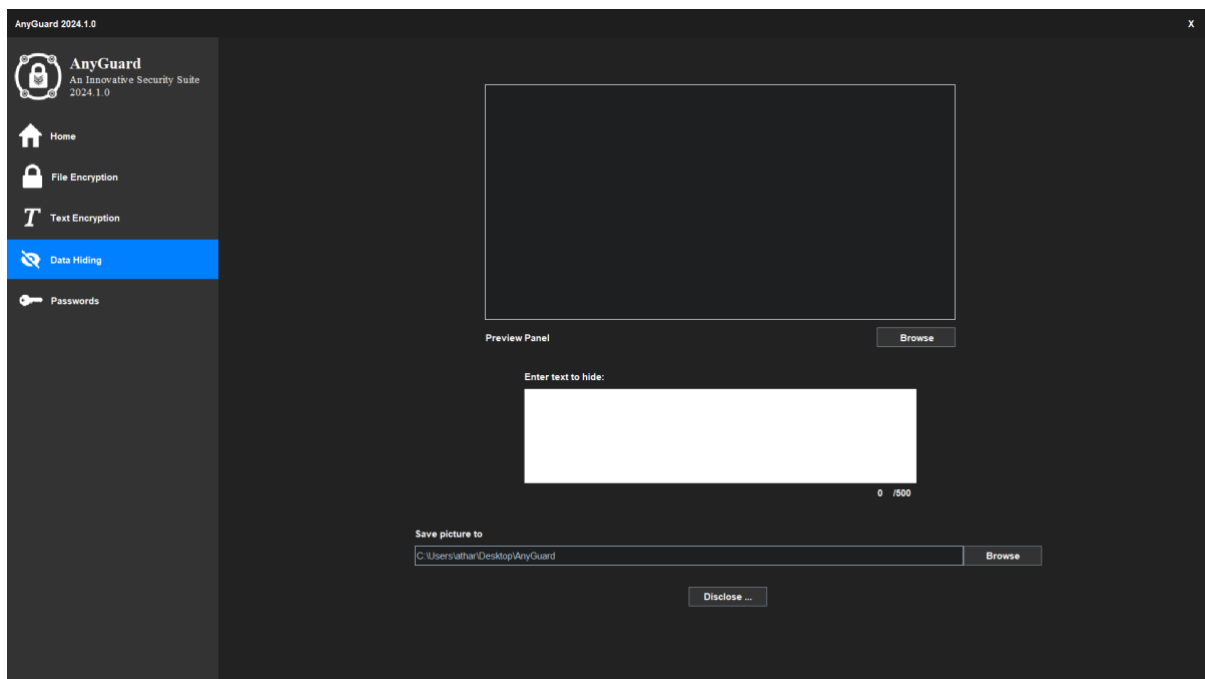 AnyGuard 2024.1.0
X
AnyGuard
An Innovative Security Suite
2024.1.0
Home
File Encryption
T Text Encryption
Data Hiding
Passwords
Preview Panel
Browse
Enter text to hide:
0 /500
Save picture to
C:\Users\athar\Desktop\AnyGuard
Browse
Disclose ...